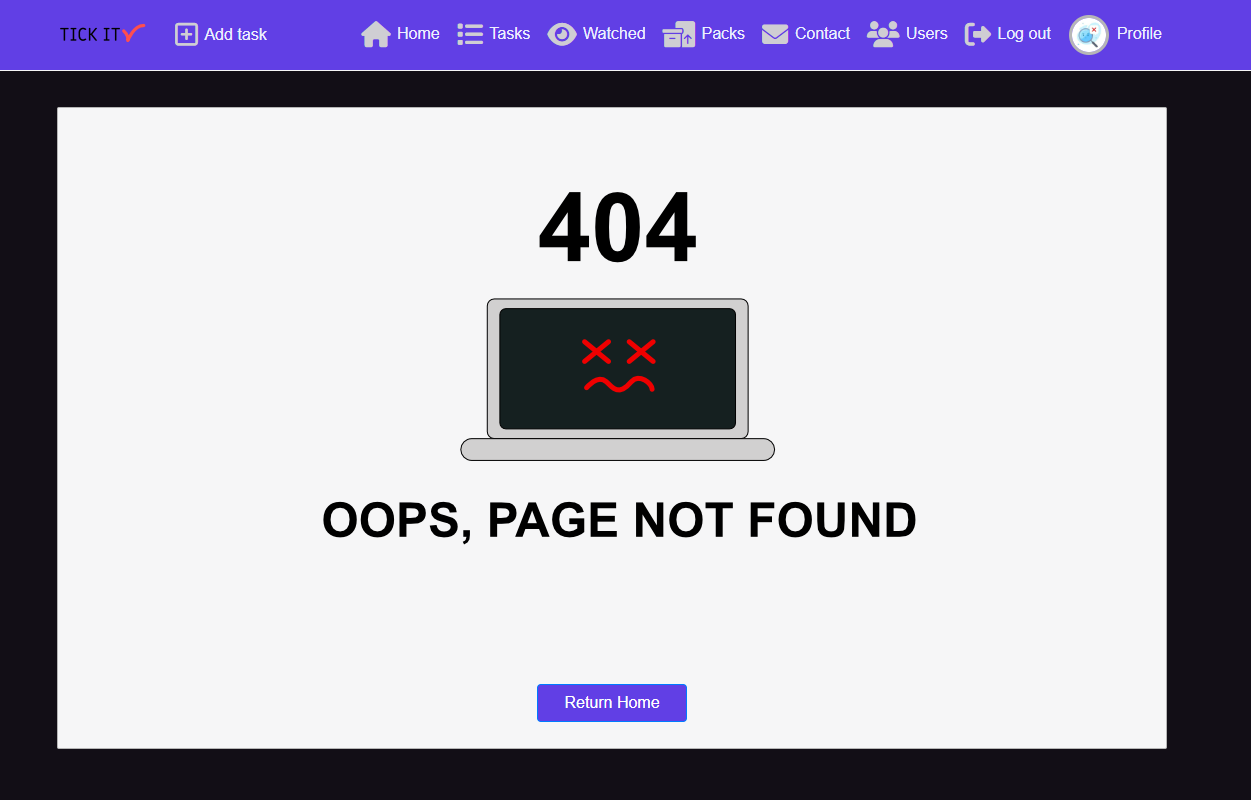 TICK IT Add task Home Tasks Watched Packs Contact Users Log out Profile
404
OOPS, PAGE NOT FOUND
Return Home